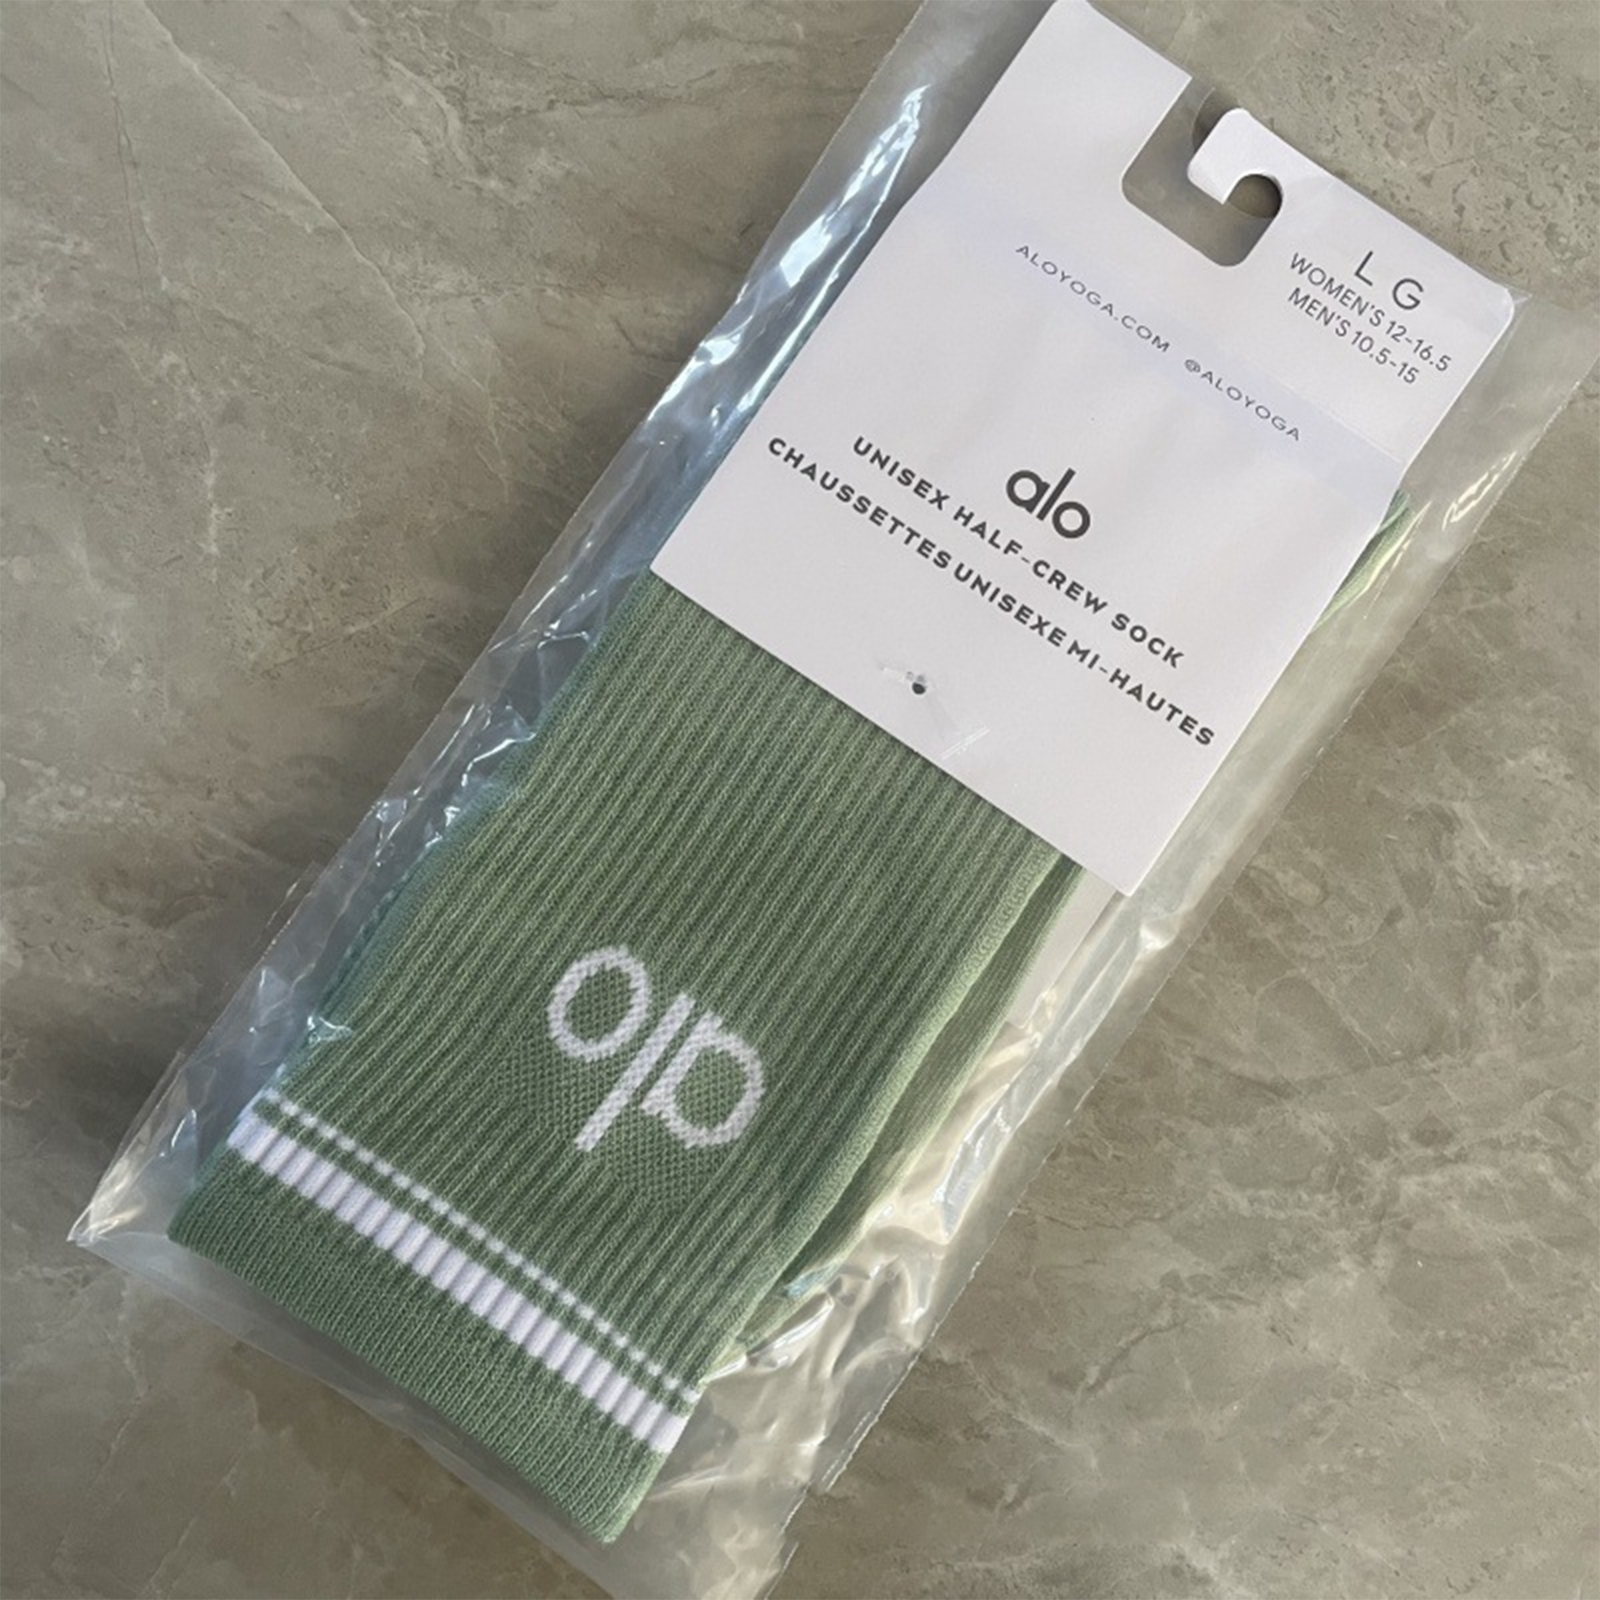 L G
WOMEN'S 12-16.5
MEN'S 10.5-15
ALOYOGA.COM @ALOYOGA
alo
UNISEX HALF-CREW SOCK
CHAUSSETTES UNISEXE MI-HAUTES
alo